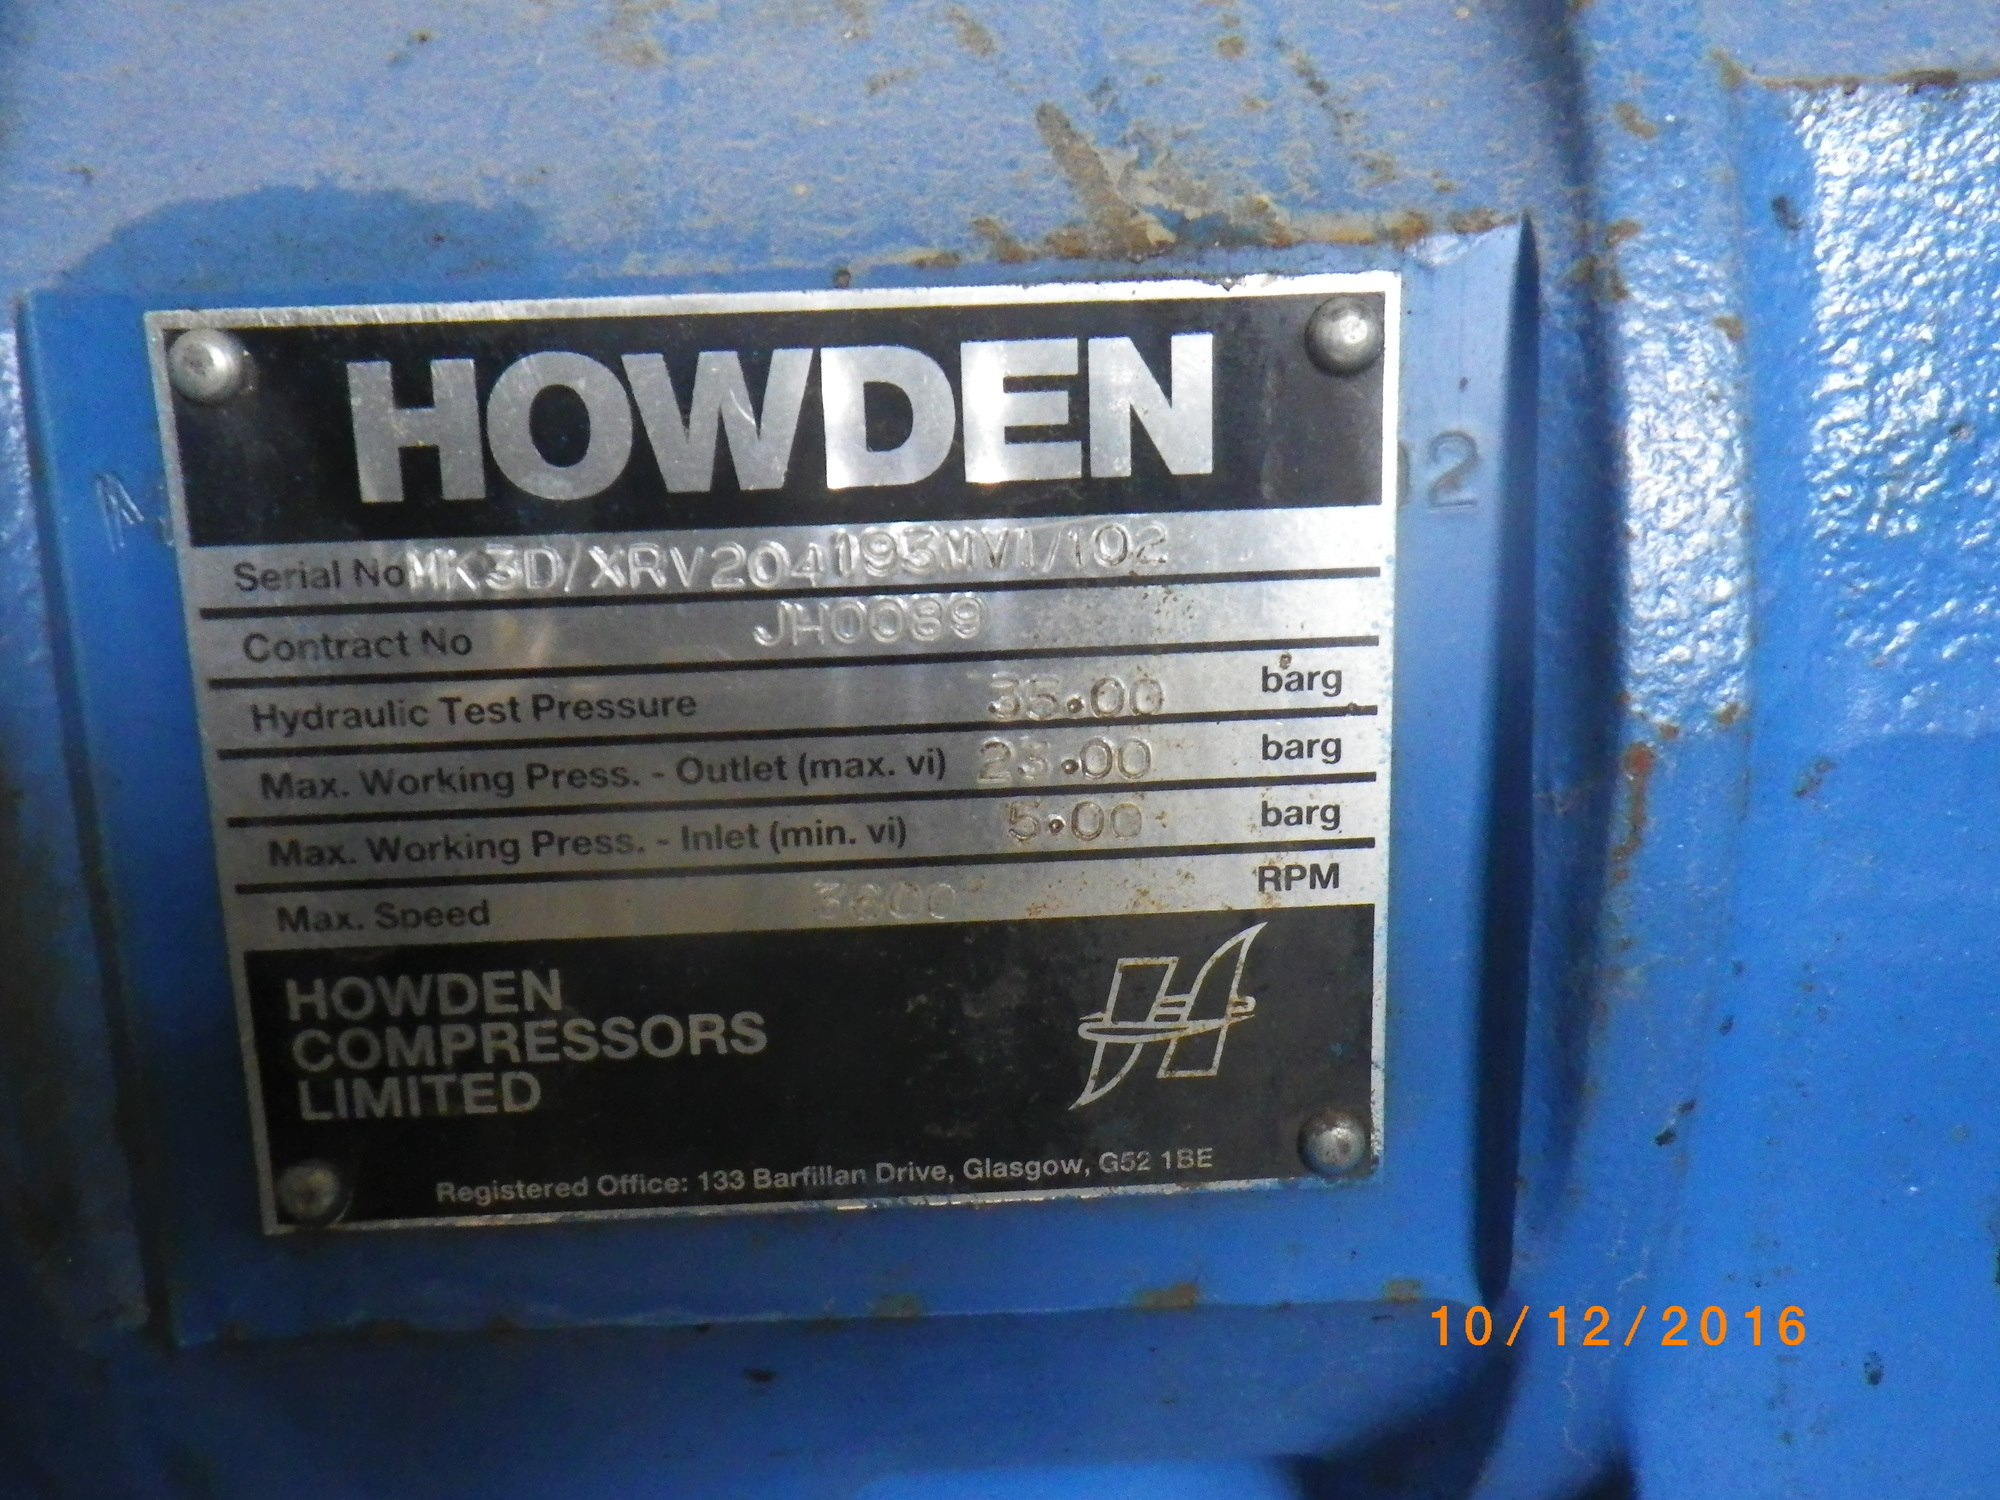 HOWDEN
Serial No MK3D/XRV204193MVI/102
Contract No JH0089
Hydraulic Test Pressure 35.00 barg
Max. Working Press. - Outlet (max. vi) 23.00 barg
Max. Working Press. - Inlet (min. vi) 5.00 barg
Max. Speed 3600 RPM
HOWDEN
COMPRESSORS
LIMITED
Registered Office: 133 Barfillan Drive, Glasgow, G52 1BE
10/12/2016